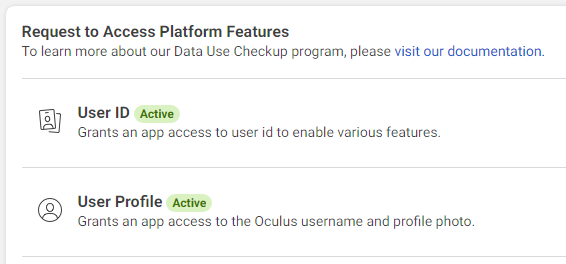 Request to Access Platform Features
To learn more about our Data Use Checkup program, please visit our documentation.
User ID Active
Grants an app access to user id to enable various features.
User Profile Active
Grants an app access to the Oculus username and profile photo.